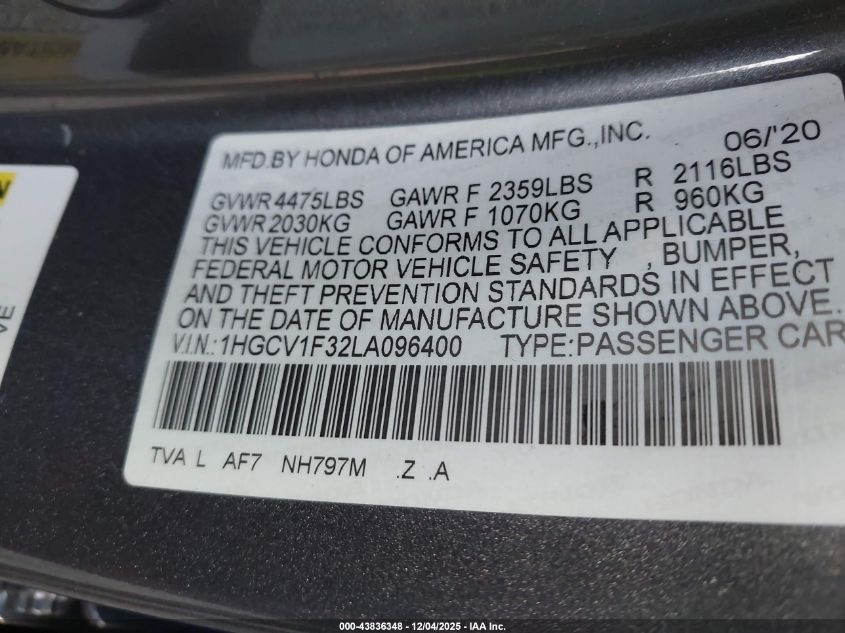 MFD.BY HONDA OF AMERICA MFG.,INC. 06/'20
GVWR 4475LBS GAWR F 2359LBS R 2116LBS
GVWR 2030KG GAWR F 1070KG R 960KG
THIS VEHICLE CONFORMS TO ALL APPLICABLE
FEDERAL MOTOR VEHICLE SAFETY , BUMPER,
AND THEFT PREVENTION STANDARDS IN EFFECT
ON THE DATE OF MANUFACTURE SHOWN ABOVE.
V.I.N.:1HGCV1F32LA096400 TYPE:PASSENGER CAR
TVA L AF7 NH797M .Z .A
VE
000-43836348 - 12/04/2025 - IAA Inc.